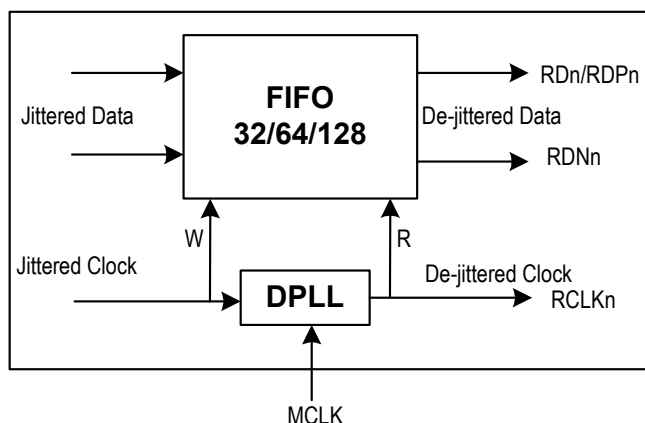 RDn/RDPn
FIFO
32/64/128
Jittered Data
De-jittered Data
RDNn
W
R
Jittered Clock
De-jittered Clock
DPLL
RCLKn
MCLK